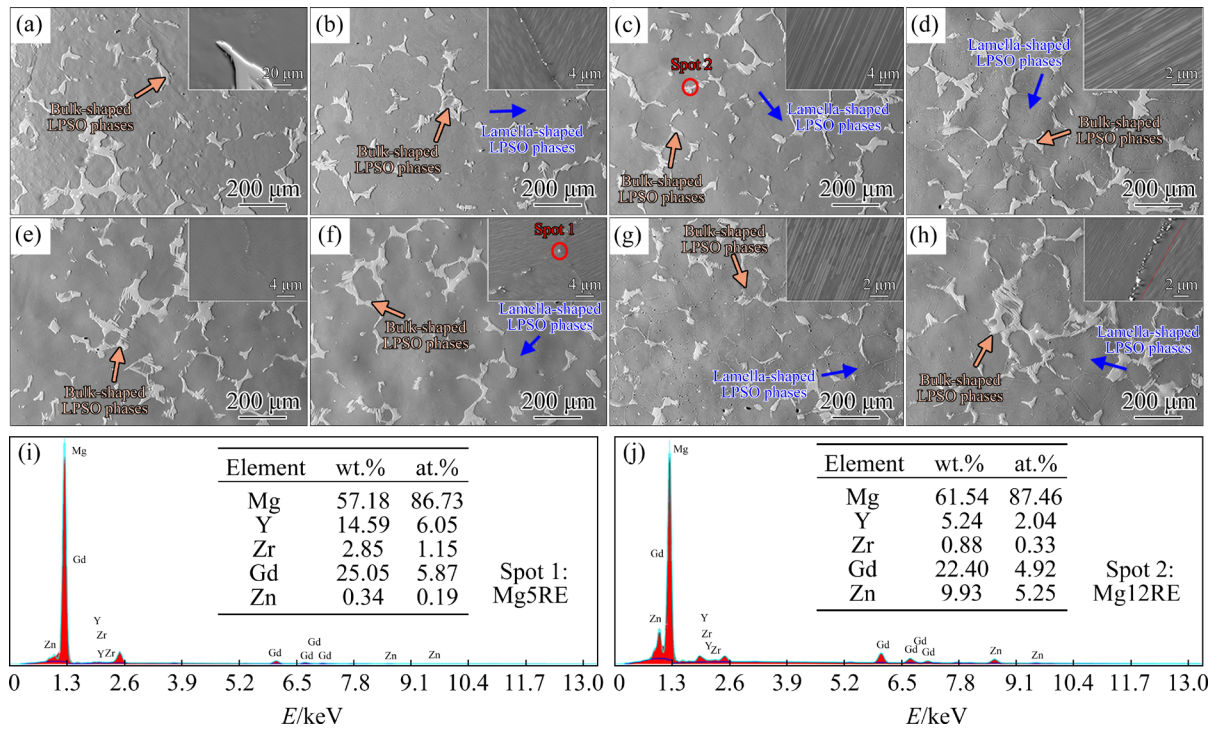 (a)
20 μm
Bulk-shaped
LPSO phases
200 μm
(b)
4 μm
Lamella-shaped
LPSO phases
Bulk-shaped
LPSO phases
200 μm
(c)
Spot 2
4 μm
Lamella-shaped
LPSO phases
Bulk-shaped
LPSO phases
200 μm
(d)
Lamella-shaped
LPSO phases
2 μm
Bulk-shaped
LPSO phases
200 μm
(e)
4 μm
Bulk-shaped
LPSO phases
200 μm
(f)
Spot 1
4 μm
Lamella-shaped
LPSO phases
Bulk-shaped
LPSO phases
200 μm
(g)
Bulk-shaped
LPSO phases
2 μm
Lamella-shaped
LPSO phases
200 μm
(h)
2 μm
Lamella-shaped
LPSO phases
Bulk-shaped
LPSO phases
200 μm
(i)
Mg
Gd
Element wt.% at.%
Mg 57.18 86.73
Y 14.59 6.05
Zr 2.85 1.15
Gd 25.05 5.87
Zn 0.34 0.19
Spot 1:
Mg5RE
Zn
Y
Zr
Y Zr
Gd
Gd
Gd Gd
Zn
Zn
0 1.3 2.6 3.9 5.2 6.5 7.8 9.1 10.4 11.7 13.0
E/keV
(j)
Mg
Gd
Element wt.% at.%
Mg 61.54 87.46
Y 5.24 2.04
Zr 0.88 0.33
Gd 22.40 4.92
Zn 9.93 5.25
Spot 2:
Mg12RE
Zn
Y
Zr
Y
Zr
Gd
Gd
Gd Gd
Zn
Zn
0 1.3 2.6 3.9 5.2 6.5 7.8 9.1 10.4 11.7 13.0
E/keV